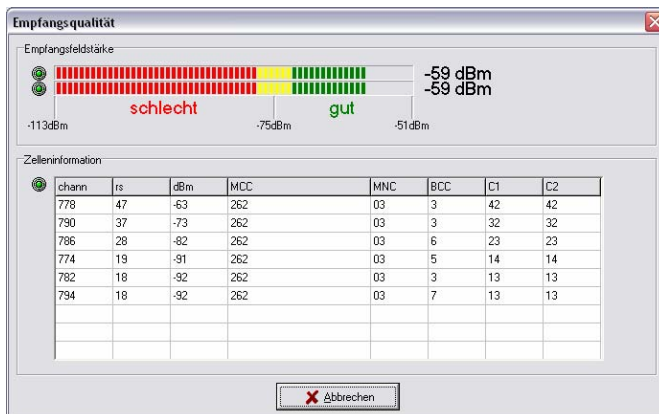 Empfangsqualität
Empfangsfeldstärke
-59 dBm
-59 dBm
schlecht gut
-113dBm -75dBm -51dBm
Zelleninformation
chann rs dBm MCC MNC BCC C1 C2
778 47 -63 262 03 3 42 42
790 37 -73 262 03 3 32 32
786 28 -82 262 03 6 23 23
774 19 -91 262 03 5 14 14
782 18 -92 262 03 3 13 13
794 18 -92 262 03 7 13 13
Abbrechen